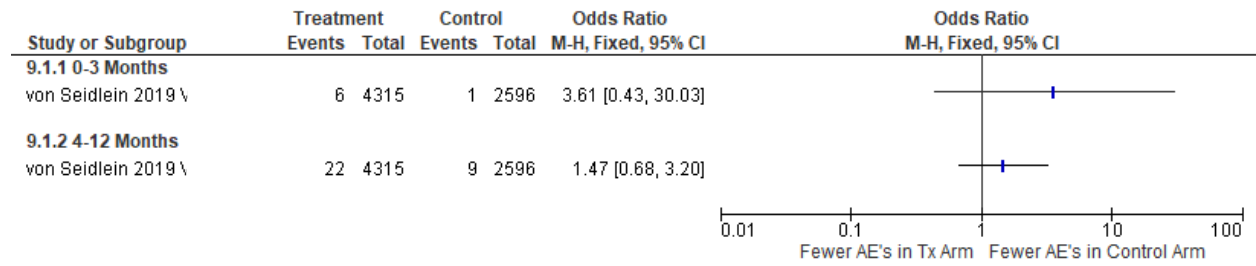 Treatment Control Odds Ratio Odds Ratio
Study or Subgroup Events Total Events Total M-H, Fixed, 95% CI M-H, Fixed, 95% CI
9.1.1 0-3 Months
von Seidlein 2019 \ 6 4315 1 2596 3.61 [0.43, 30.03]
9.1.2 4-12 Months
von Seidlein 2019 \ 22 4315 9 2596 1.47 [0.68, 3.20]
0.01 0.1 1 10 100
Fewer AE's in Tx Arm Fewer AE's in Control Arm